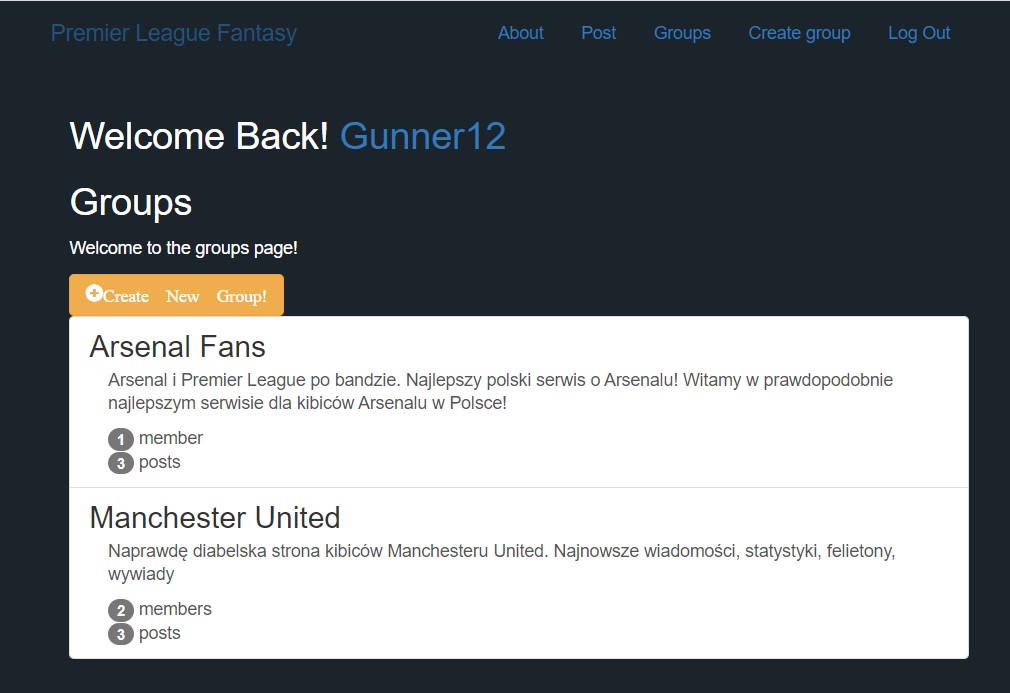 Premier League Fantasy
About Post Groups Create group Log Out
Welcome Back! Gunner12
Groups
Welcome to the groups page!
Create New Group!
Arsenal Fans
Arsenal i Premier League po bandzie. Najlepszy polski serwis o Arsenalu! Witamy w prawdopodobnie
najlepszym serwisie dla kibiców Arsenalu w Polsce!
1 member
3 posts
Manchester United
Naprawdę diabelska strona kibiców Manchesteru United. Najnowsze wiadomości, statystyki, felietony,
wywiady
2 members
3 posts